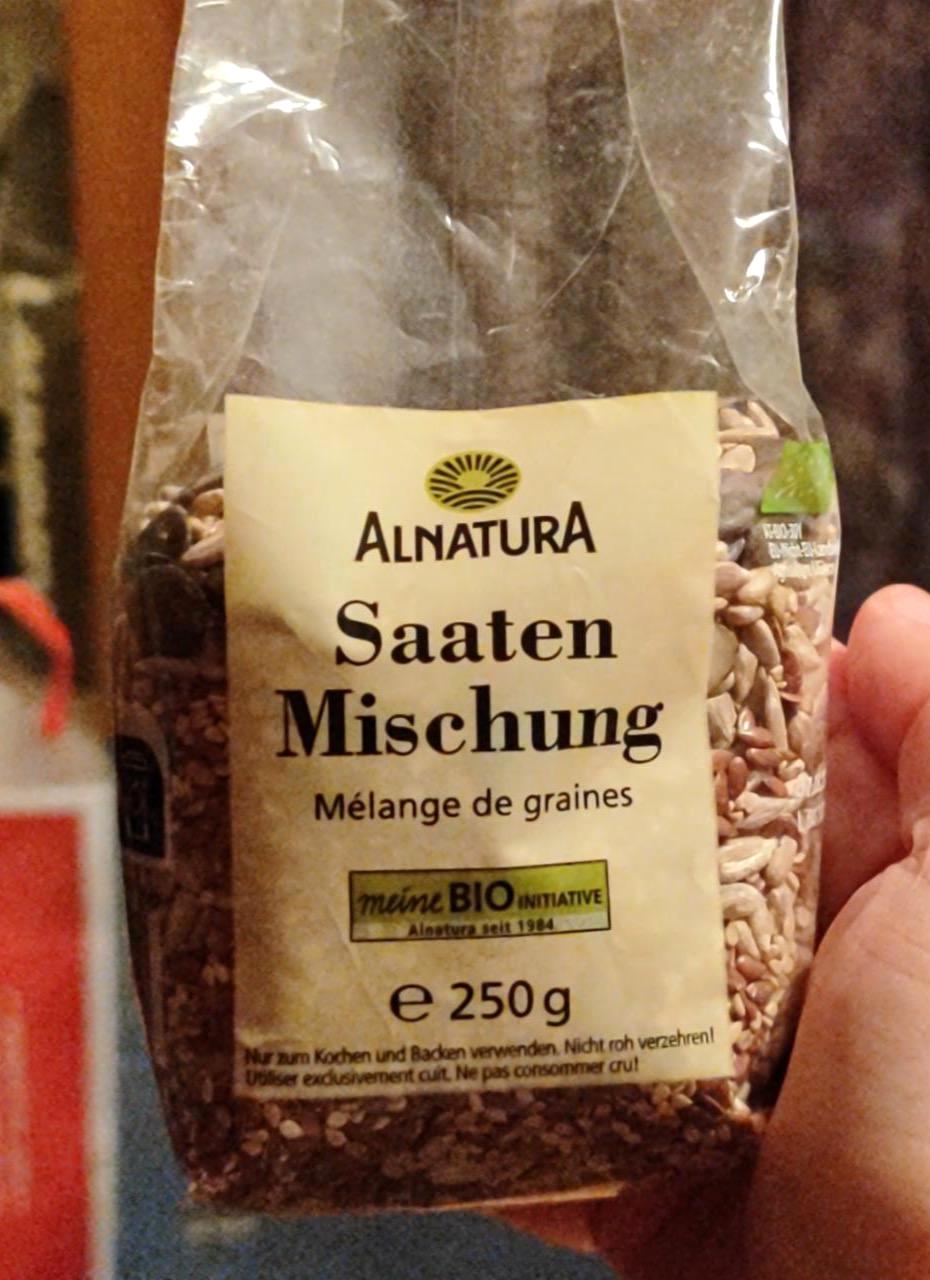 ALNATURA
Saaten
Mischung
Mélange de graines
meine BIO INITIATIVE
Alnatura seit 1984
e 250 g
Nur zum Kochen und Backen verwenden. Nicht roh verzehren!
Utiliser exclusivement cuit. Ne pas consommer cru!